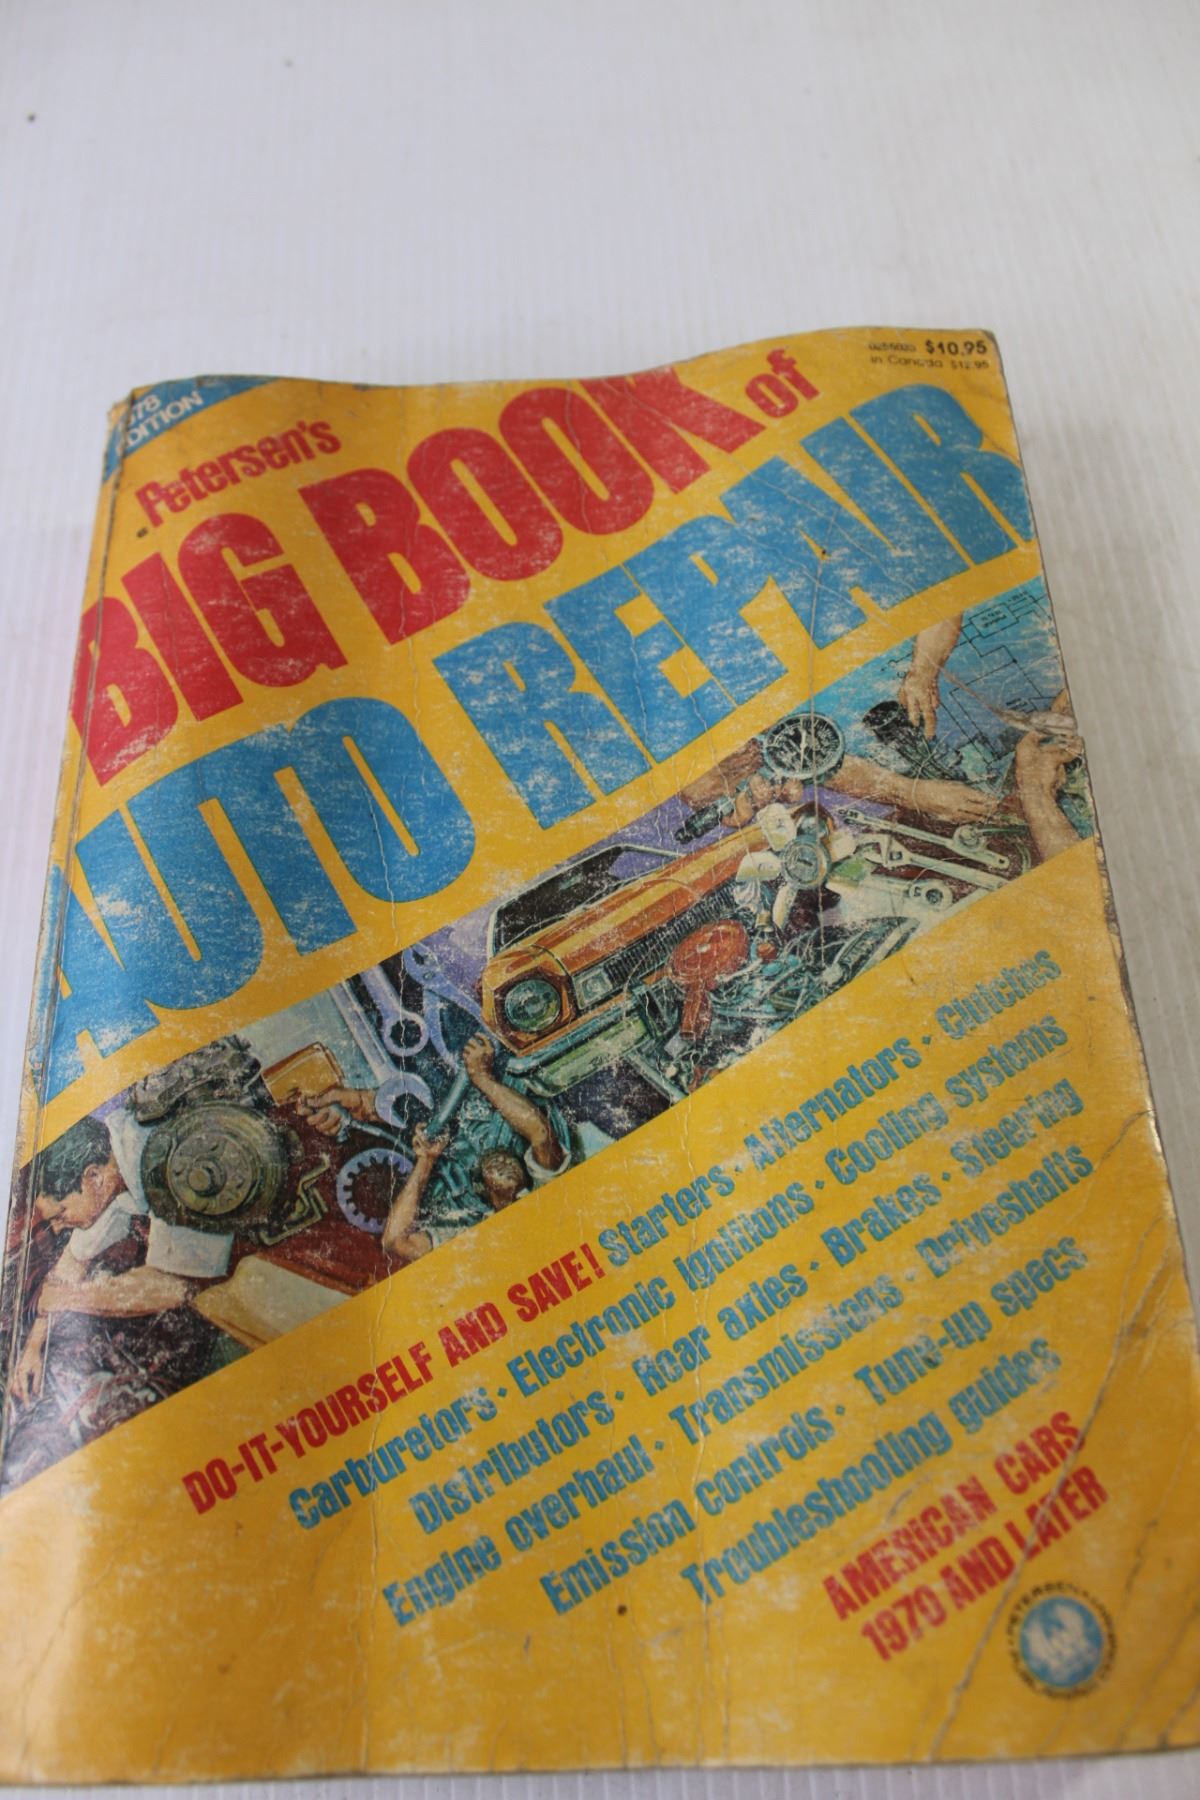 $10.95
in Canada $12.95
EDITION
Petersen's
BIG BOOK of
AUTO REPAIR
DO-IT-YOURSELF AND SAVE! Starters · Alternators · Clutches
Carburetors · Electronic ignitions · Cooling systems
Distributors · Rear axles · Brakes · Steering
Engine overhaul · Transmissions · Driveshafts
Emission controls · Tune-up specs
Troubleshooting guides
AMERICAN CARS
1970 AND LATER
PETERSEN